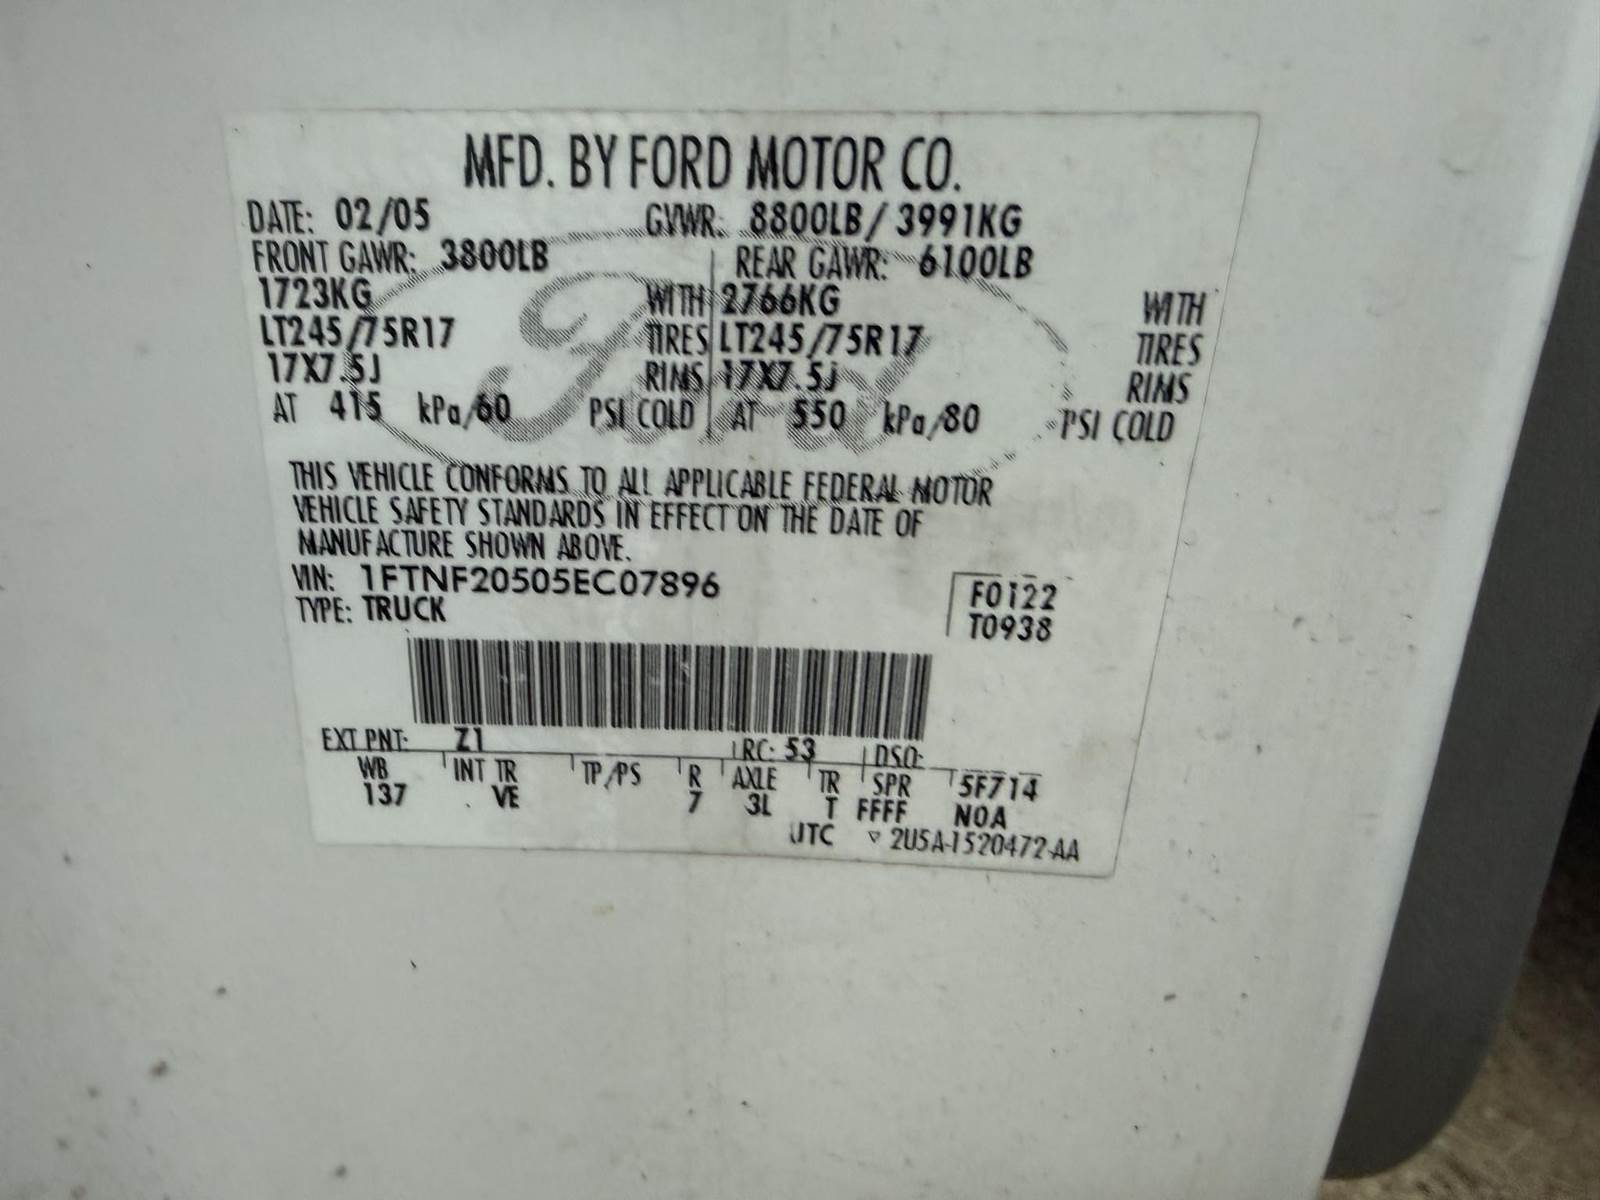 MFD. BY FORD MOTOR CO.
DATE: 02/05 GVWR: 8800LB/ 3991KG
FRONT GAWR: 3800LB REAR GAWR: 6100LB
1723KG WITH 2766KG WITH
LT245/75R17 TIRES LT245/75R17 TIRES
17X7.5J RIMS 17X7.5J RIMS
AT 415 kPa/60 PSI COLD AT 550 kPa/80 PSI COLD
Ford
THIS VEHICLE CONFORMS TO ALL APPLICABLE FEDERAL MOTOR
VEHICLE SAFETY STANDARDS IN EFFECT ON THE DATE OF
MANUFACTURE SHOWN ABOVE.
VIN: 1FTNF20505EC07896 F0122
TYPE: TRUCK T0938
EXT PNT: Z1 RC: 53 DSO:
WB INT TR TP/PS R AXLE TR SPR 5F714
137 VE 7 3L T FFFF NOA
UTC ▽ 2U5A-1520472-AA